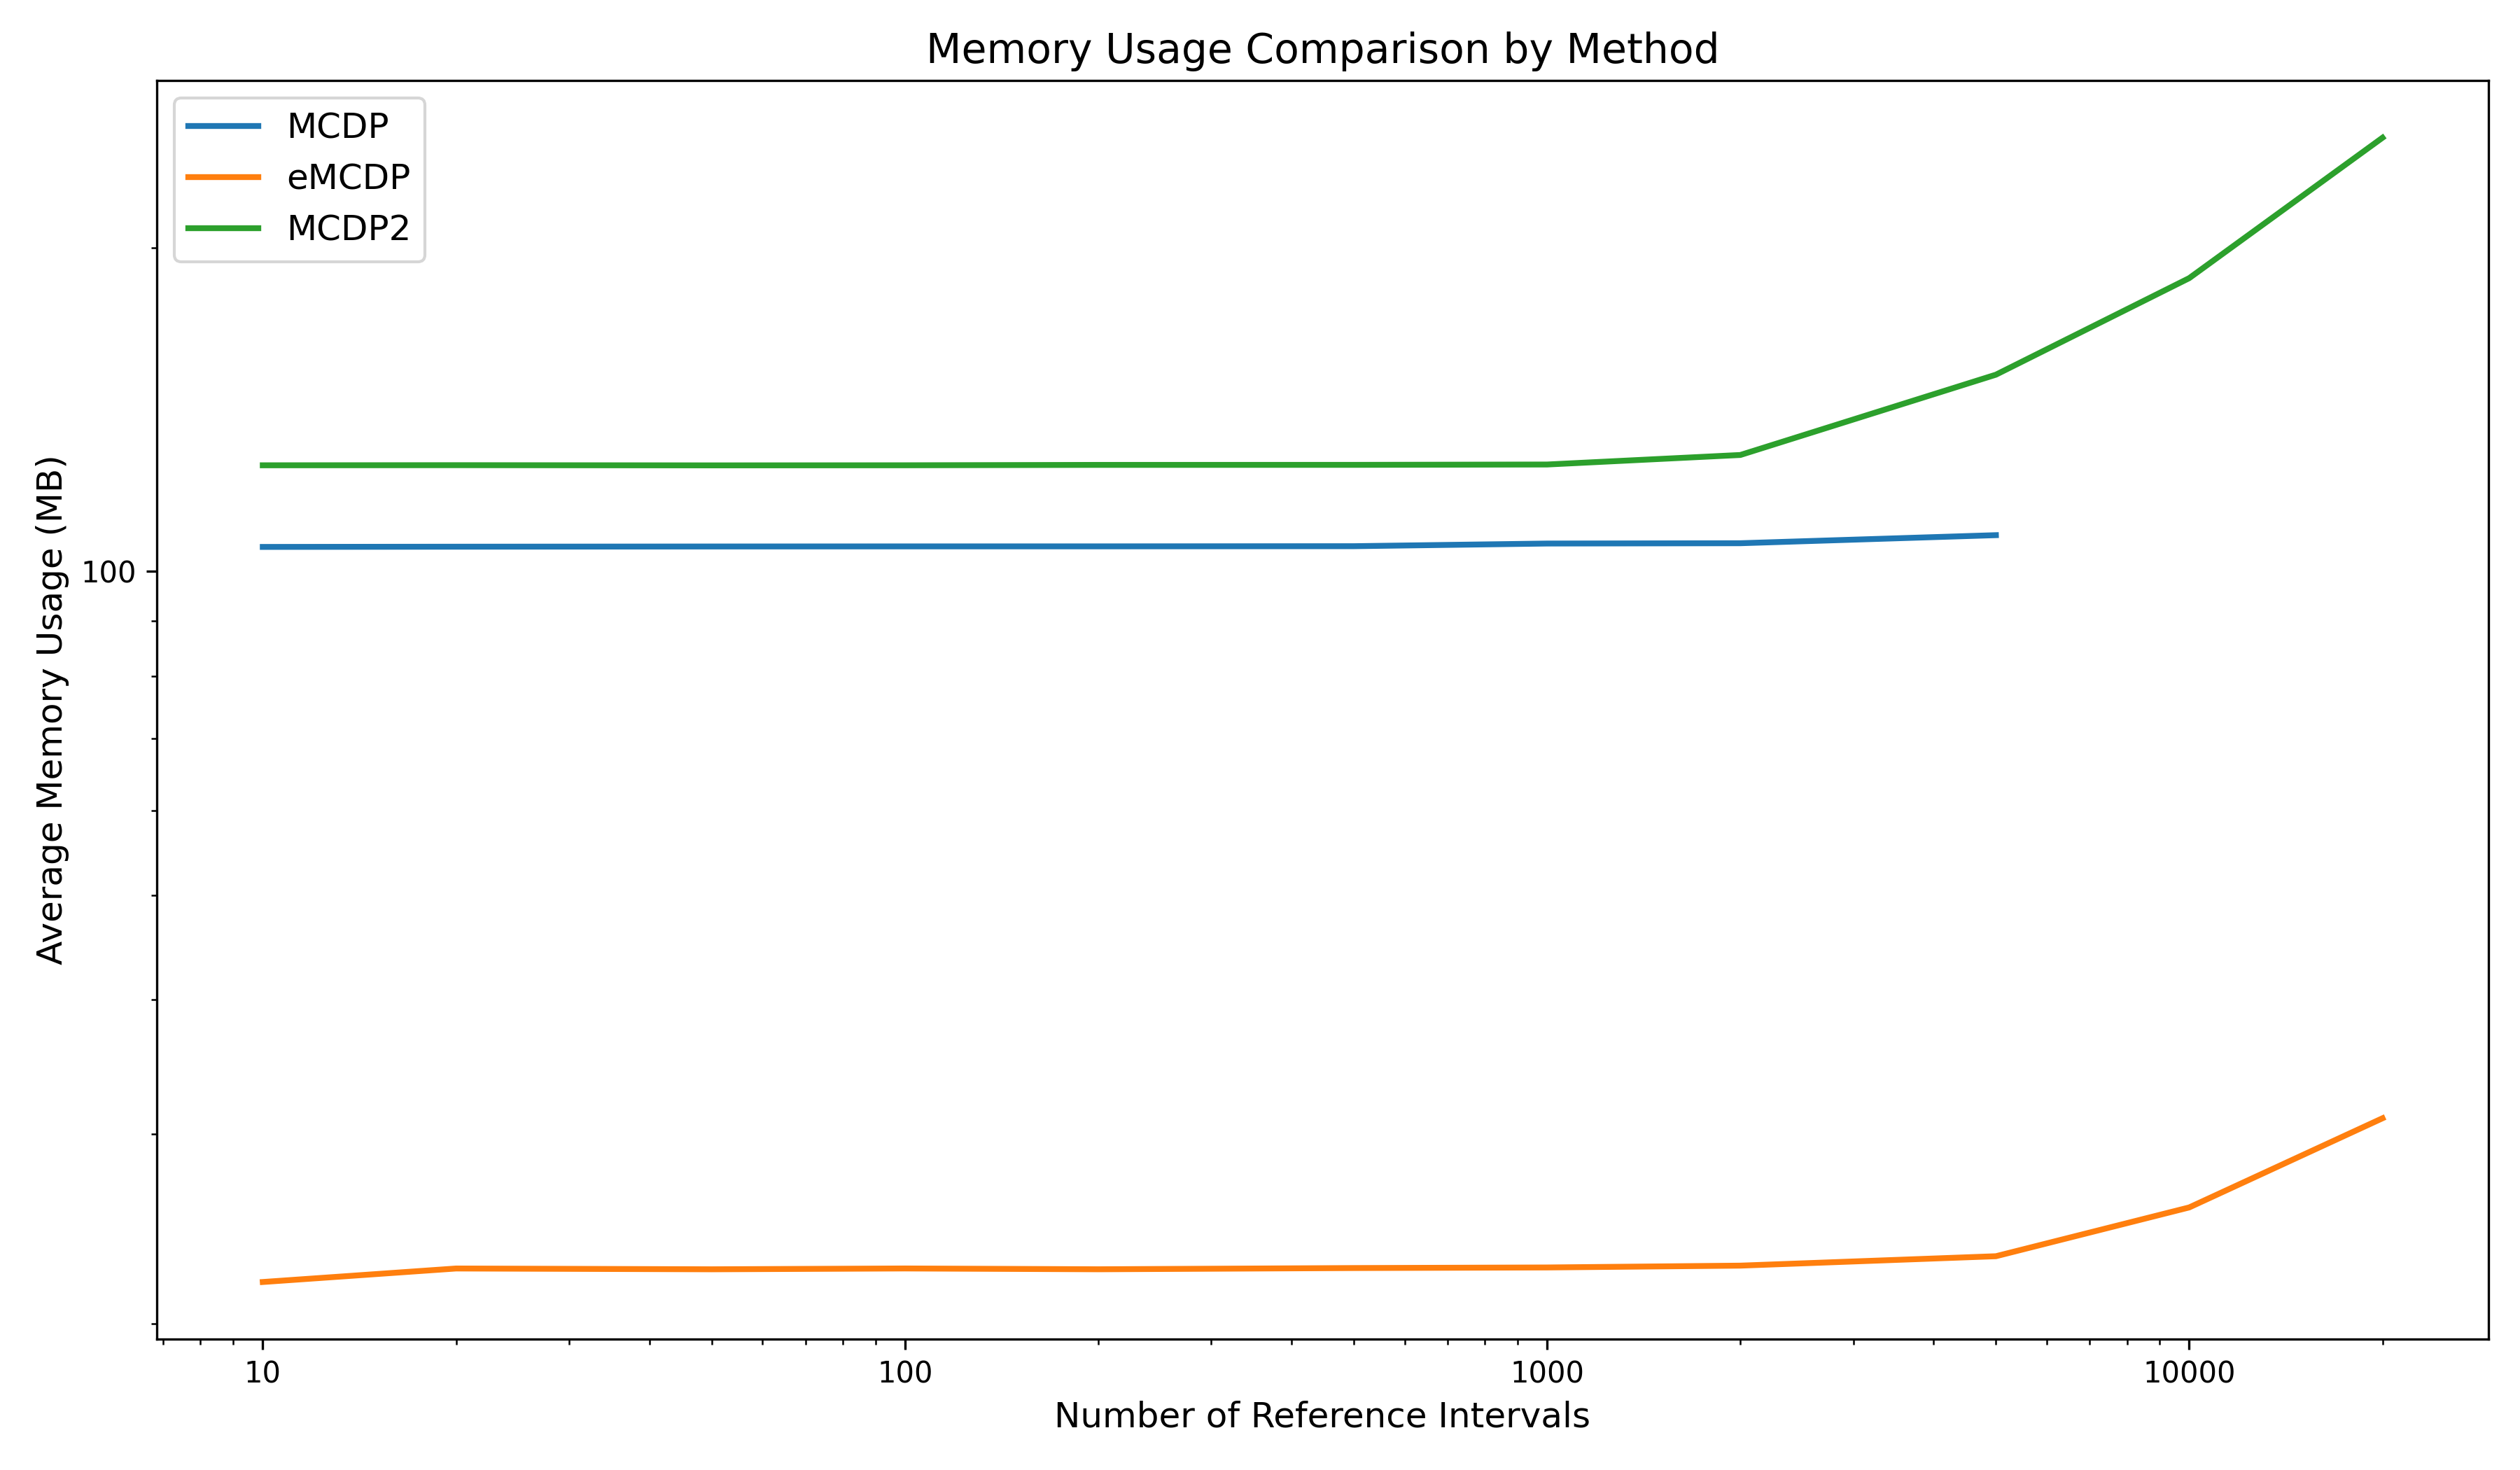 Memory Usage Comparison by Method
MCDP
eMCDP
MCDP2
Average Memory Usage (MB)
100
10
100
1000
10000
Number of Reference Intervals